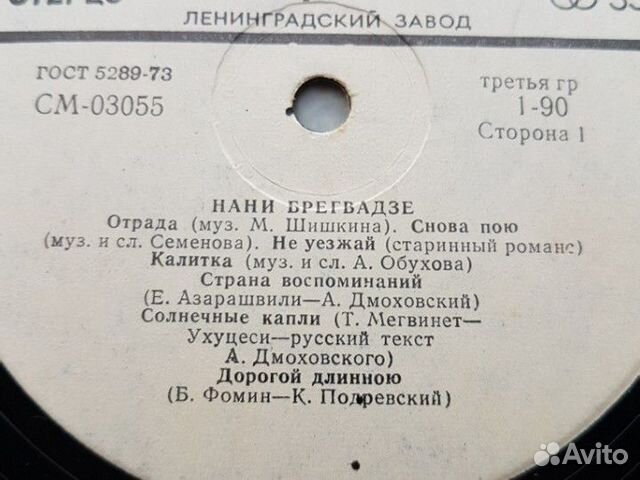 СТЕРЕО
ЛЕНИНГРАДСКИЙ ЗАВОД
ГОСТ 5289-73
СМ-03055
третья гр
1-90
Сторона 1
НАНИ БРЕГВАДЗЕ
Отрада (муз. М. Шишкина). Снова пою
(муз. и сл. Семенова). Не уезжай (старинный романс)
Калитка (муз. и сл. А. Обухова)
Страна воспоминаний
(Е. Азарашвили—А. Дмоховский)
Солнечные капли (Т. Мегвинет—
Ухуцеси—русский текст
А. Дмоховского)
Дорогой длинною
(Б. Фомин—К. Подревский)
Avito